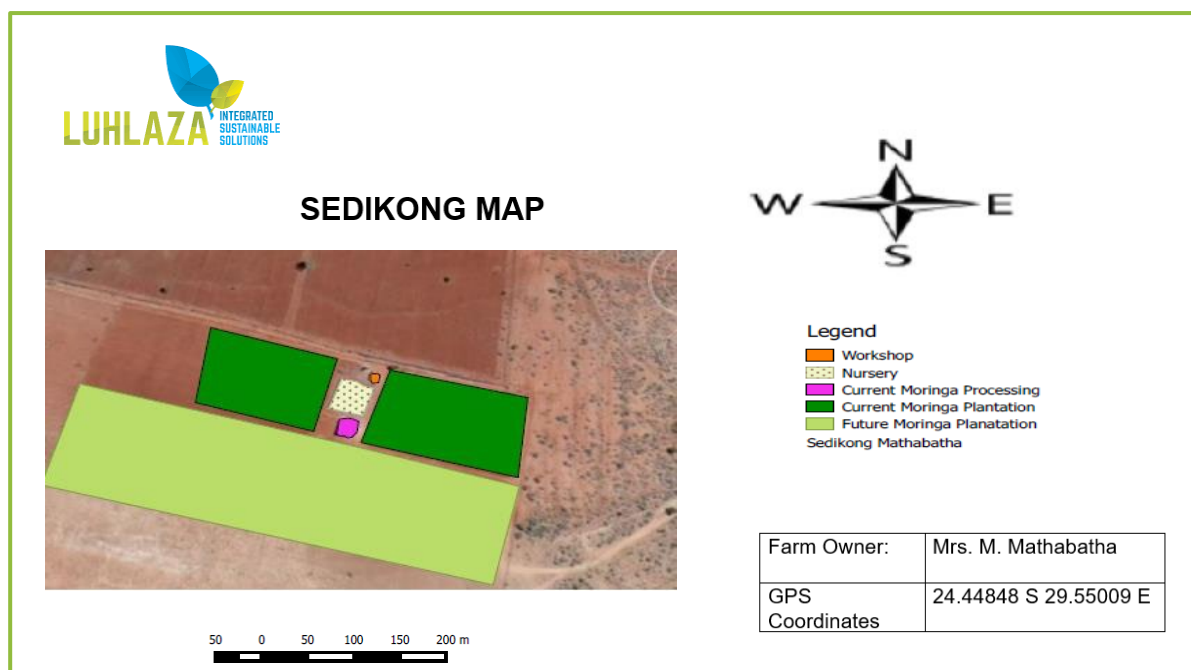 LUHLAZA
INTEGRATED
SUSTAINABLE
SOLUTIONS
SEDIKONG MAP
N
W E
S
Legend
Workshop
Nursery
Current Moringa Processing
Current Moringa Plantation
Future Moringa Planatation
Sedikong Mathabatha
Farm Owner: Mrs. M. Mathabatha
GPS Coordinates 24.44848 S 29.55009 E
50 0 50 100 150 200 m